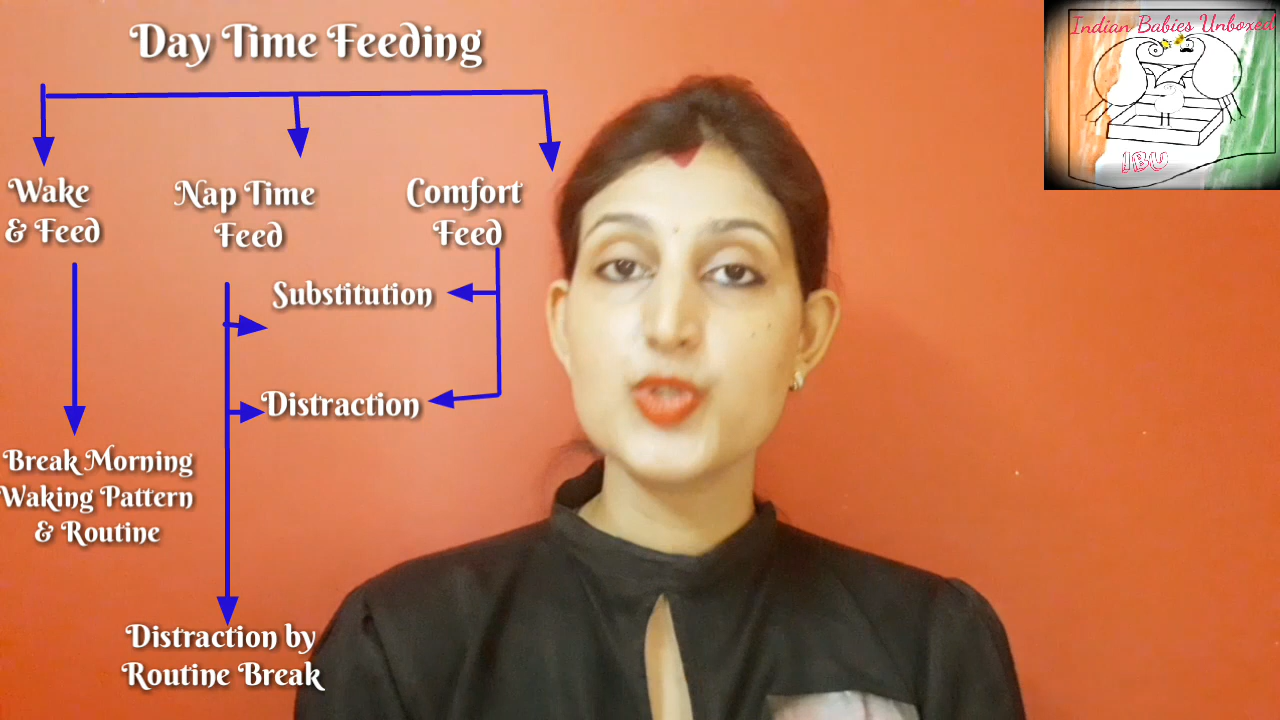 Day Time Feeding
Indian Babies Unboxed
IBU
Wake
& Feed
Nap Time
Feed
Comfort
Feed
Substitution
Distraction
Break Morning
Waking Pattern
& Routine
Distraction by
Routine Break